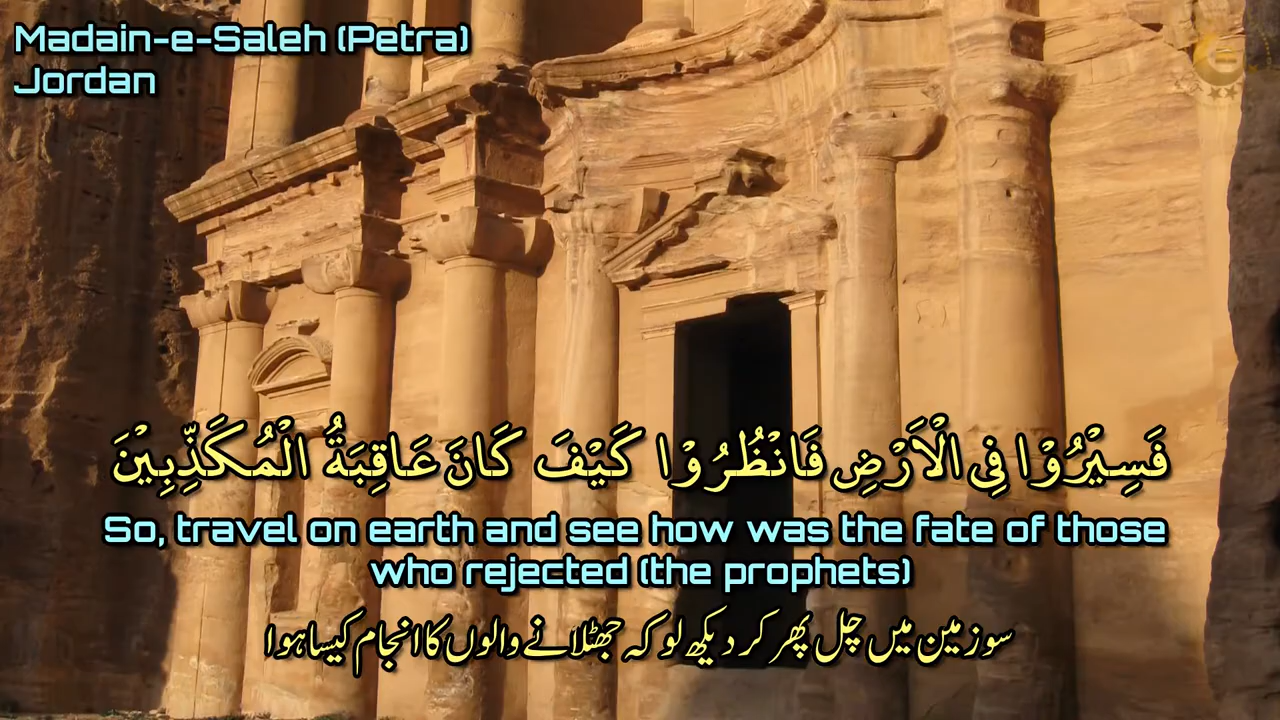 Madain-e-Saleh (Petra)
Jordan
فَسِيْرُوْا فِى الْاَرْضِ فَانْظُرُوْا كَيْفَ كَانَ عَاقِبَةُ الْمُكَذِّبِيْنَ
So, travel on earth and see how was the fate of those
who rejected (the prophets)
سو زمین میں چل پھر کر دیکھ لو کہ جھٹلانے والوں کا انجام کیسا ہوا